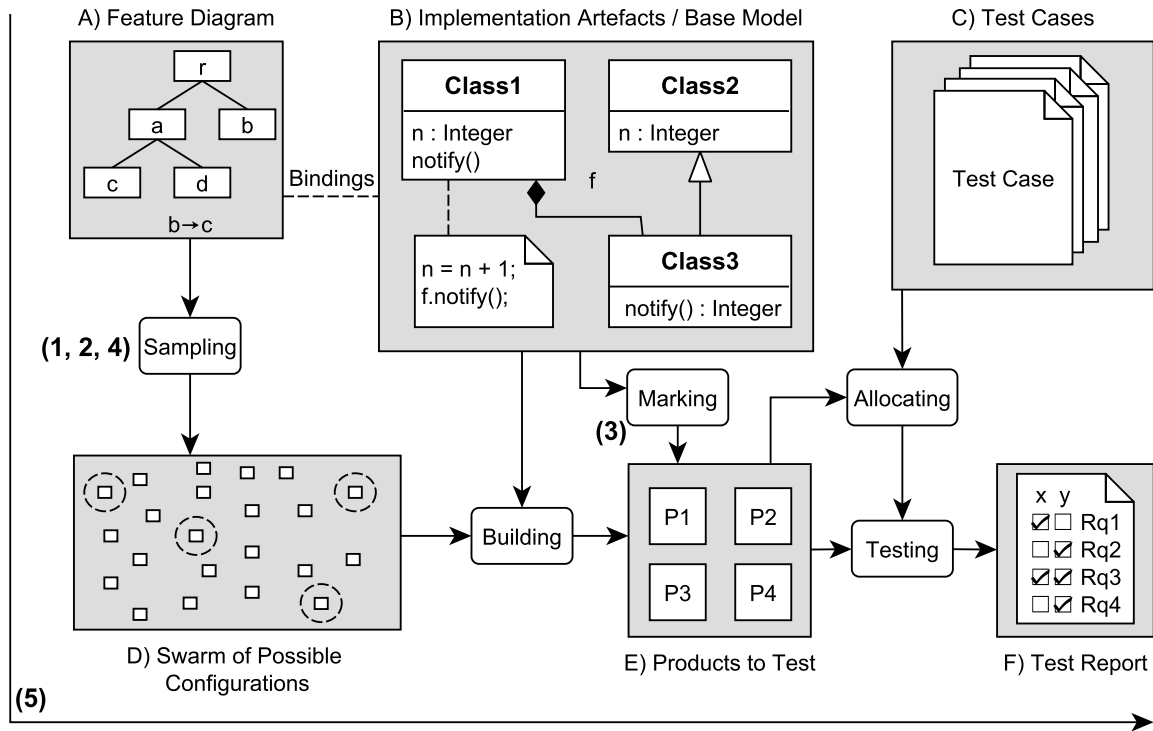 A) Feature Diagram
B) Implementation Artefacts / Base Model
C) Test Cases
r
a
b
c
d
b→c
Bindings
Class1
n : Integer
notify()
Class2
n : Integer
f
n = n + 1;
f.notify();
Class3
notify() : Integer
Test Case
(1, 2, 4)
Sampling
Marking
(3)
Allocating
Building
P1
P2
P3
P4
Testing
x y
Rq1
Rq2
Rq3
Rq4
D) Swarm of Possible
Configurations
E) Products to Test
F) Test Report
(5)